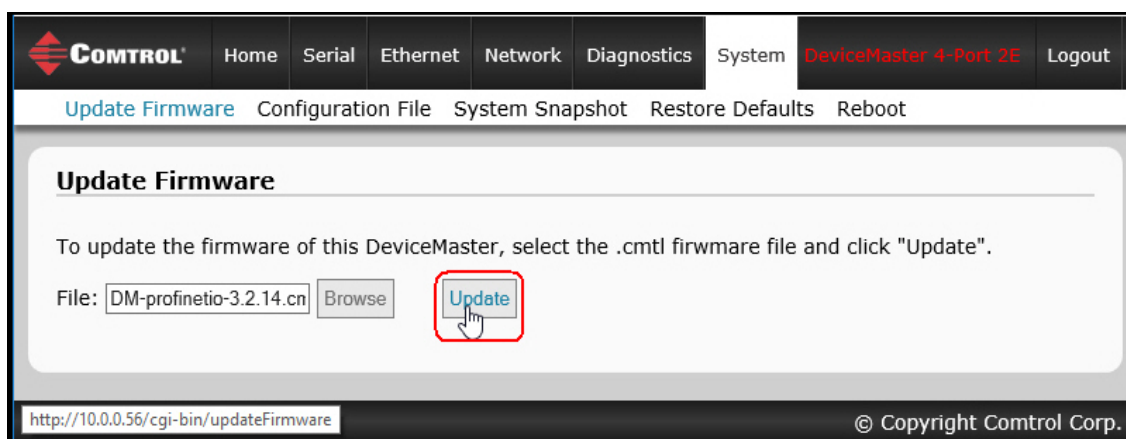 COMTROL® Home Serial Ethernet Network Diagnostics System DeviceMaster 4-Port 2E Logout
Update Firmware Configuration File System Snapshot Restore Defaults Reboot
Update Firmware
To update the firmware of this DeviceMaster, select the .cmtl firwmare file and click "Update".
File: DM-profinetio-3.2.14.cm Browse Update
http://10.0.0.56/cgi-bin/updateFirmware
© Copyright Comtrol Corp.